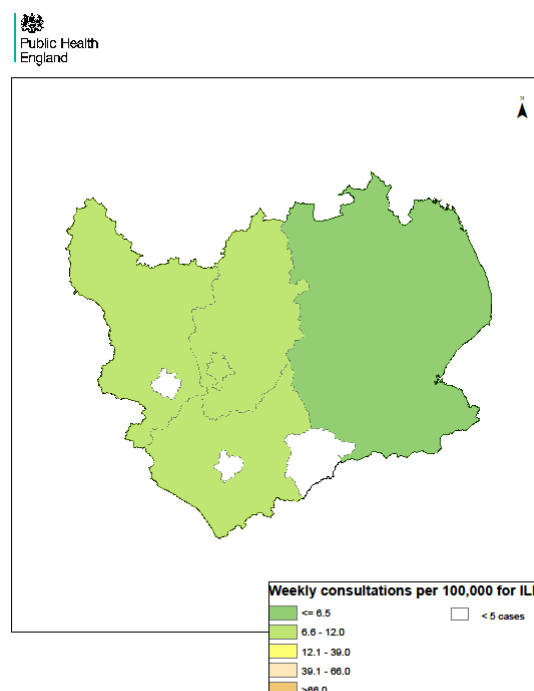 Public Health
England
N
Weekly consultations per 100,000 for ILI
<= 6.5
< 5 cases
6.6 - 12.0
12.1 - 39.0
39.1 - 66.0
>66.0